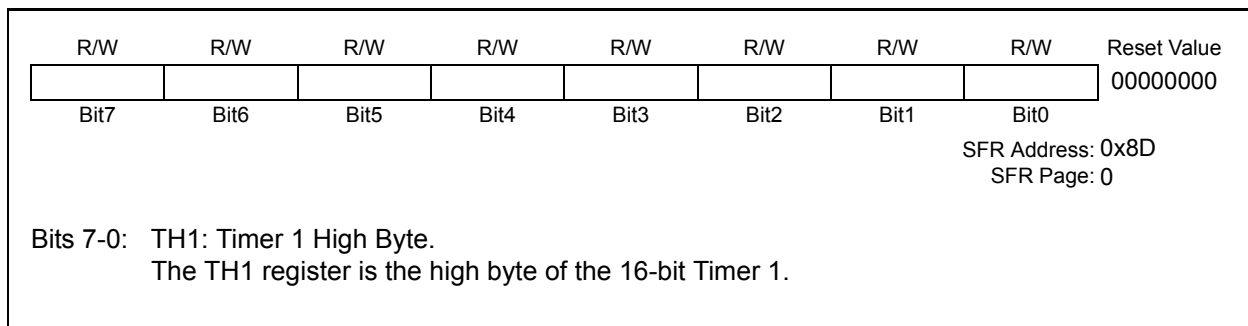 R/W R/W R/W R/W R/W R/W R/W R/W Reset Value
00000000
Bit7 Bit6 Bit5 Bit4 Bit3 Bit2 Bit1 Bit0
SFR Address: 0x8D
SFR Page: 0
Bits 7-0: TH1: Timer 1 High Byte.
The TH1 register is the high byte of the 16-bit Timer 1.